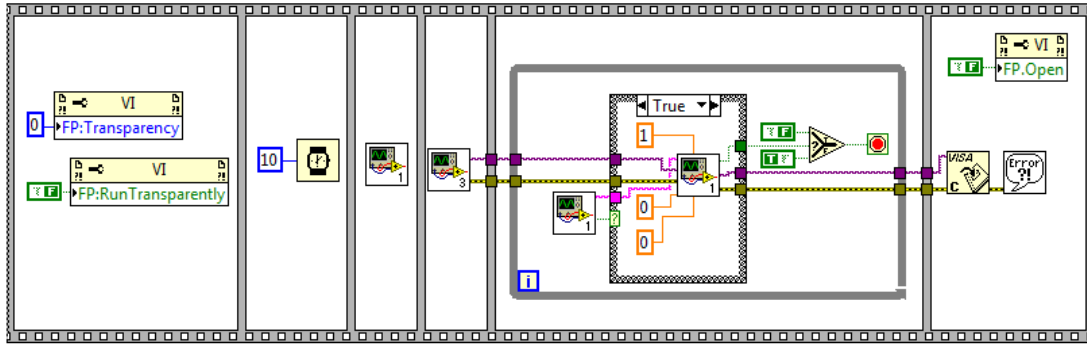 VI
0
FP:Transparency
VI
F
FP:RunTransparently
10
1
3
1
True
1
1
0
0
F
T
i
VI
F
FP.Open
VISA
C
Error
?!